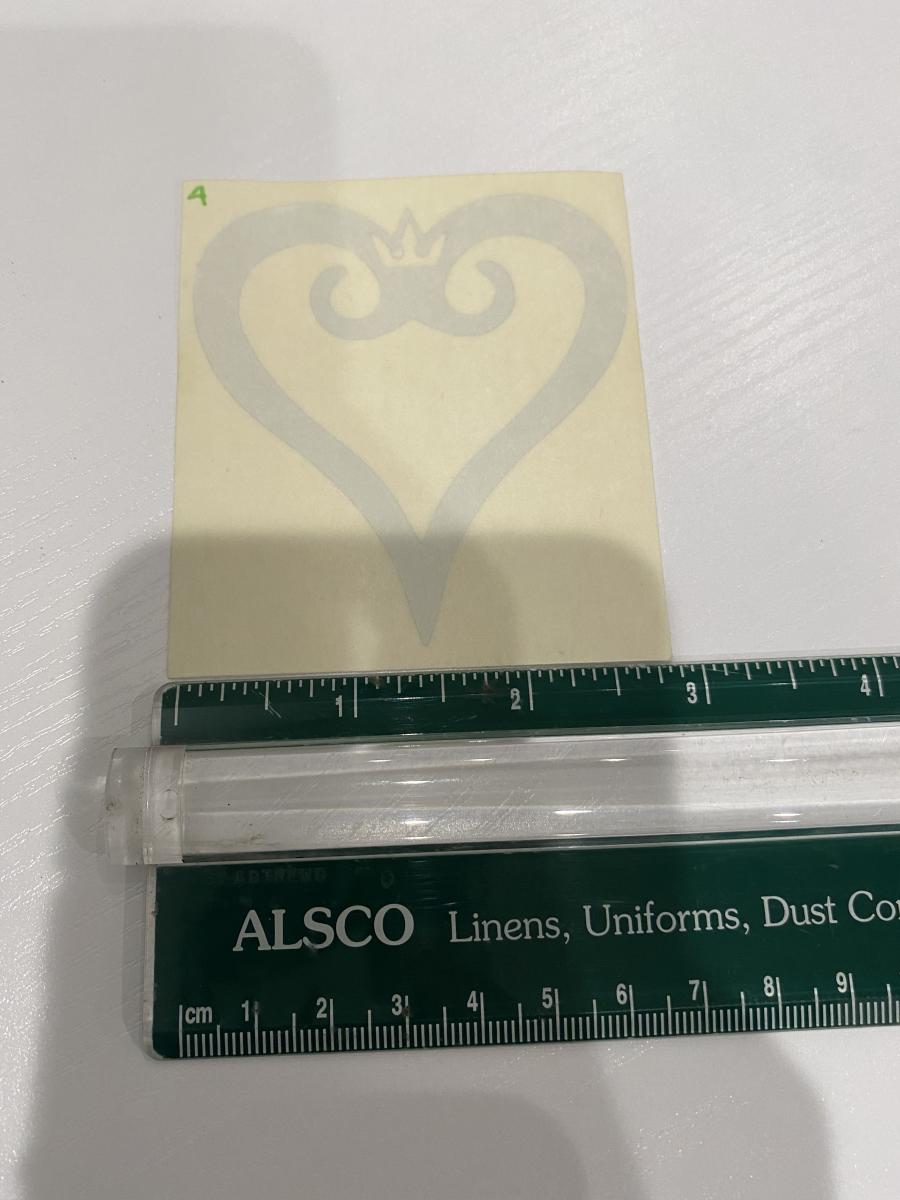 4
1 2 3 4
ALSCO Linens, Uniforms, Dust Co
cm 1 2 3 4 5 6 7 8 9